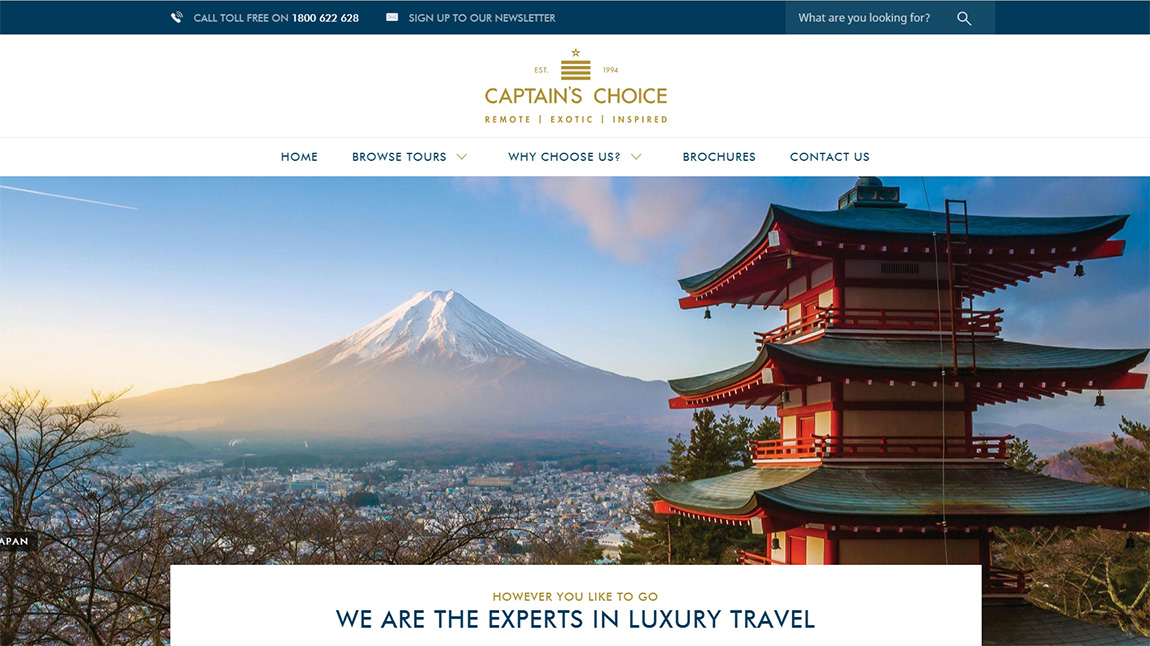 CALL TOLL FREE ON 1800 622 628
SIGN UP TO OUR NEWSLETTER
What are you looking for?
EST. 1994
CAPTAIN'S CHOICE
REMOTE | EXOTIC | INSPIRED
HOME
BROWSE TOURS
WHY CHOOSE US?
BROCHURES
CONTACT US
APAN
HOWEVER YOU LIKE TO GO
WE ARE THE EXPERTS IN LUXURY TRAVEL